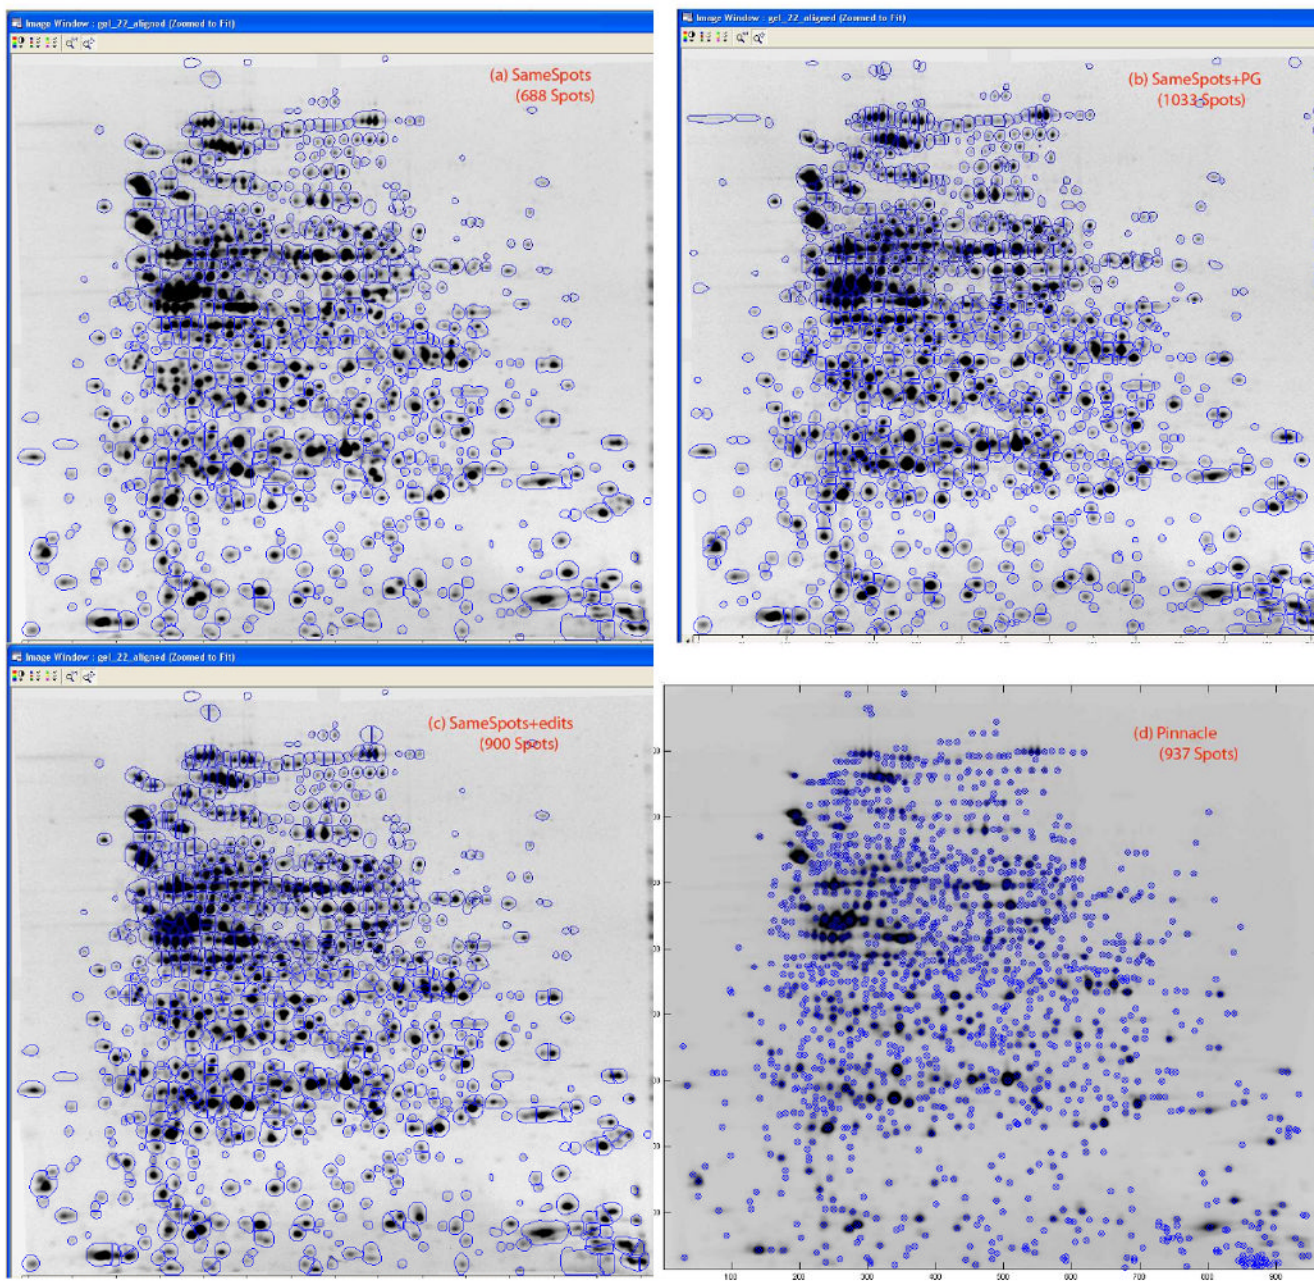 Image Window : gel_22_aligned (Zoomed to Fit)
(a) SameSpots
(688 Spots)
Image Window : gel_22_aligned (Zoomed to Fit)
(b) SameSpots+PG
(1033 Spots)
Image Window : gel_22_aligned (Zoomed to Fit)
(c) SameSpots+edits
(900 Spots)
(d) Pinnacle
(937 Spots)
100 200 300 400 500 600 700 800 900